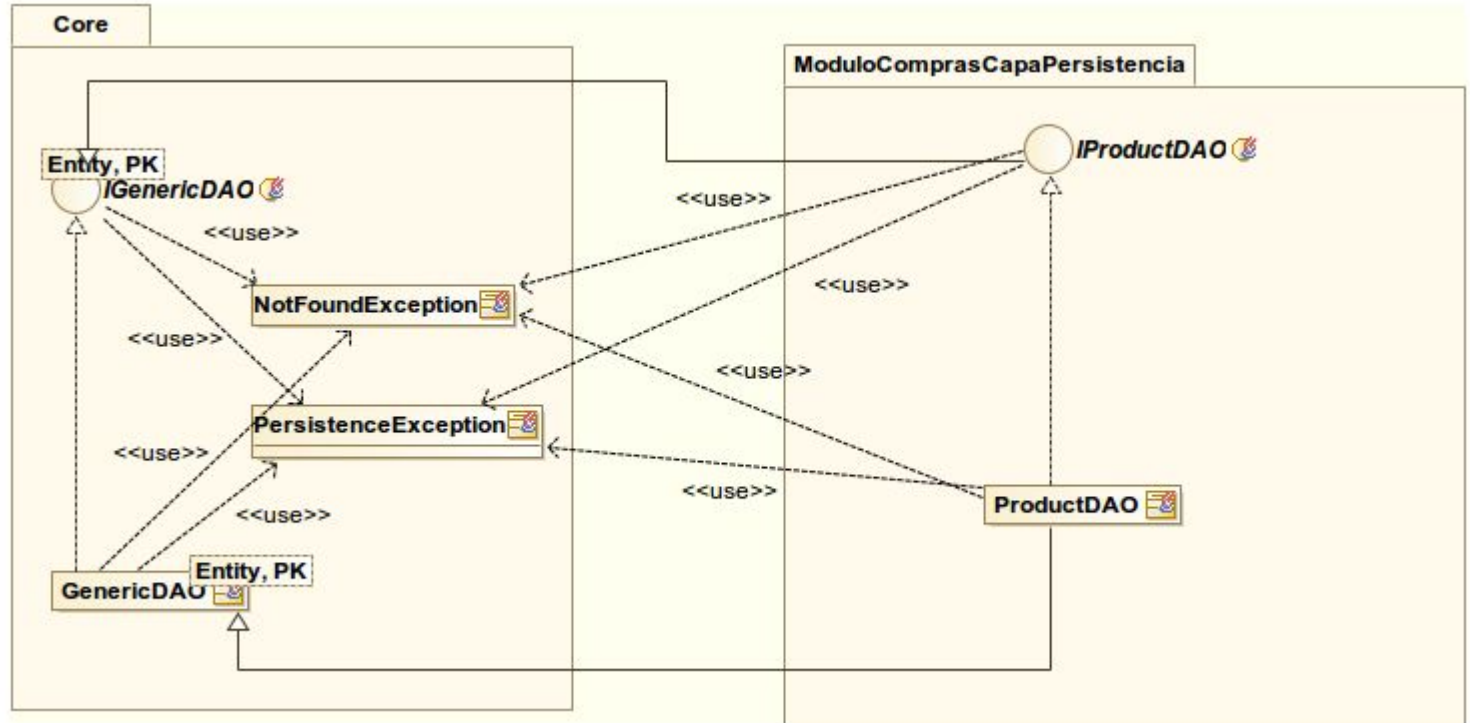 Core
ModuloComprasCapaPersistencia
IProductDAO
Entity, PK
IGenericDAO
<<use>>
<<use>>
<<use>>
NotFoundException
<<use>>
<<use>>
PersistenceException
<<use>>
<<use>>
<<use>>
ProductDAO
Entity, PK
GenericDAO